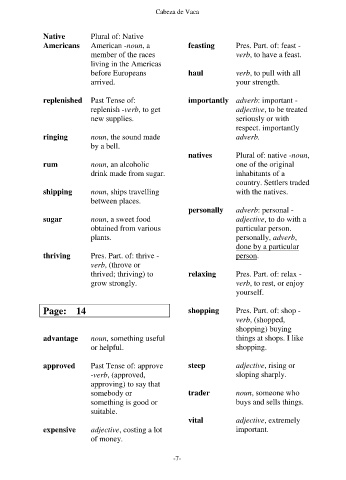 Cabeza de Vaca
Native Plural of: Native
Americans American -noun, a
member of the races
living in the Americas
before Europeans
arrived.
replenished Past Tense of:
replenish -verb, to get
new supplies.
ringing noun, the sound made
by a bell.
rum noun, an alcoholic
drink made from sugar.
shipping noun, ships travelling
between places.
sugar noun, a sweet food
obtained from various
plants.
thriving Pres. Part. of: thrive -
verb, (throve or
thrived; thriving) to
grow strongly.
Page: 14
advantage noun, something useful
or helpful.
approved Past Tense of: approve
-verb, (approved,
approving) to say that
somebody or
something is good or
suitable.
expensive adjective, costing a lot
of money.
feasting Pres. Part. of: feast -
verb, to have a feast.
haul verb, to pull with all
your strength.
importantly adverb: important -
adjective, to be treated
seriously or with
respect. importantly
adverb.
natives Plural of: native -noun,
one of the original
inhabitants of a
country. Settlers traded
with the natives.
personally adverb: personal -
adjective, to do with a
particular person.
personally, adverb,
done by a particular
person.
relaxing Pres. Part. of: relax -
verb, to rest, or enjoy
yourself.
shopping Pres. Part. of: shop -
verb, (shopped,
shopping) buying
things at shops. I like
shopping.
steep adjective, rising or
sloping sharply.
trader noun, someone who
buys and sells things.
vital adjective, extremely
important.
-7-